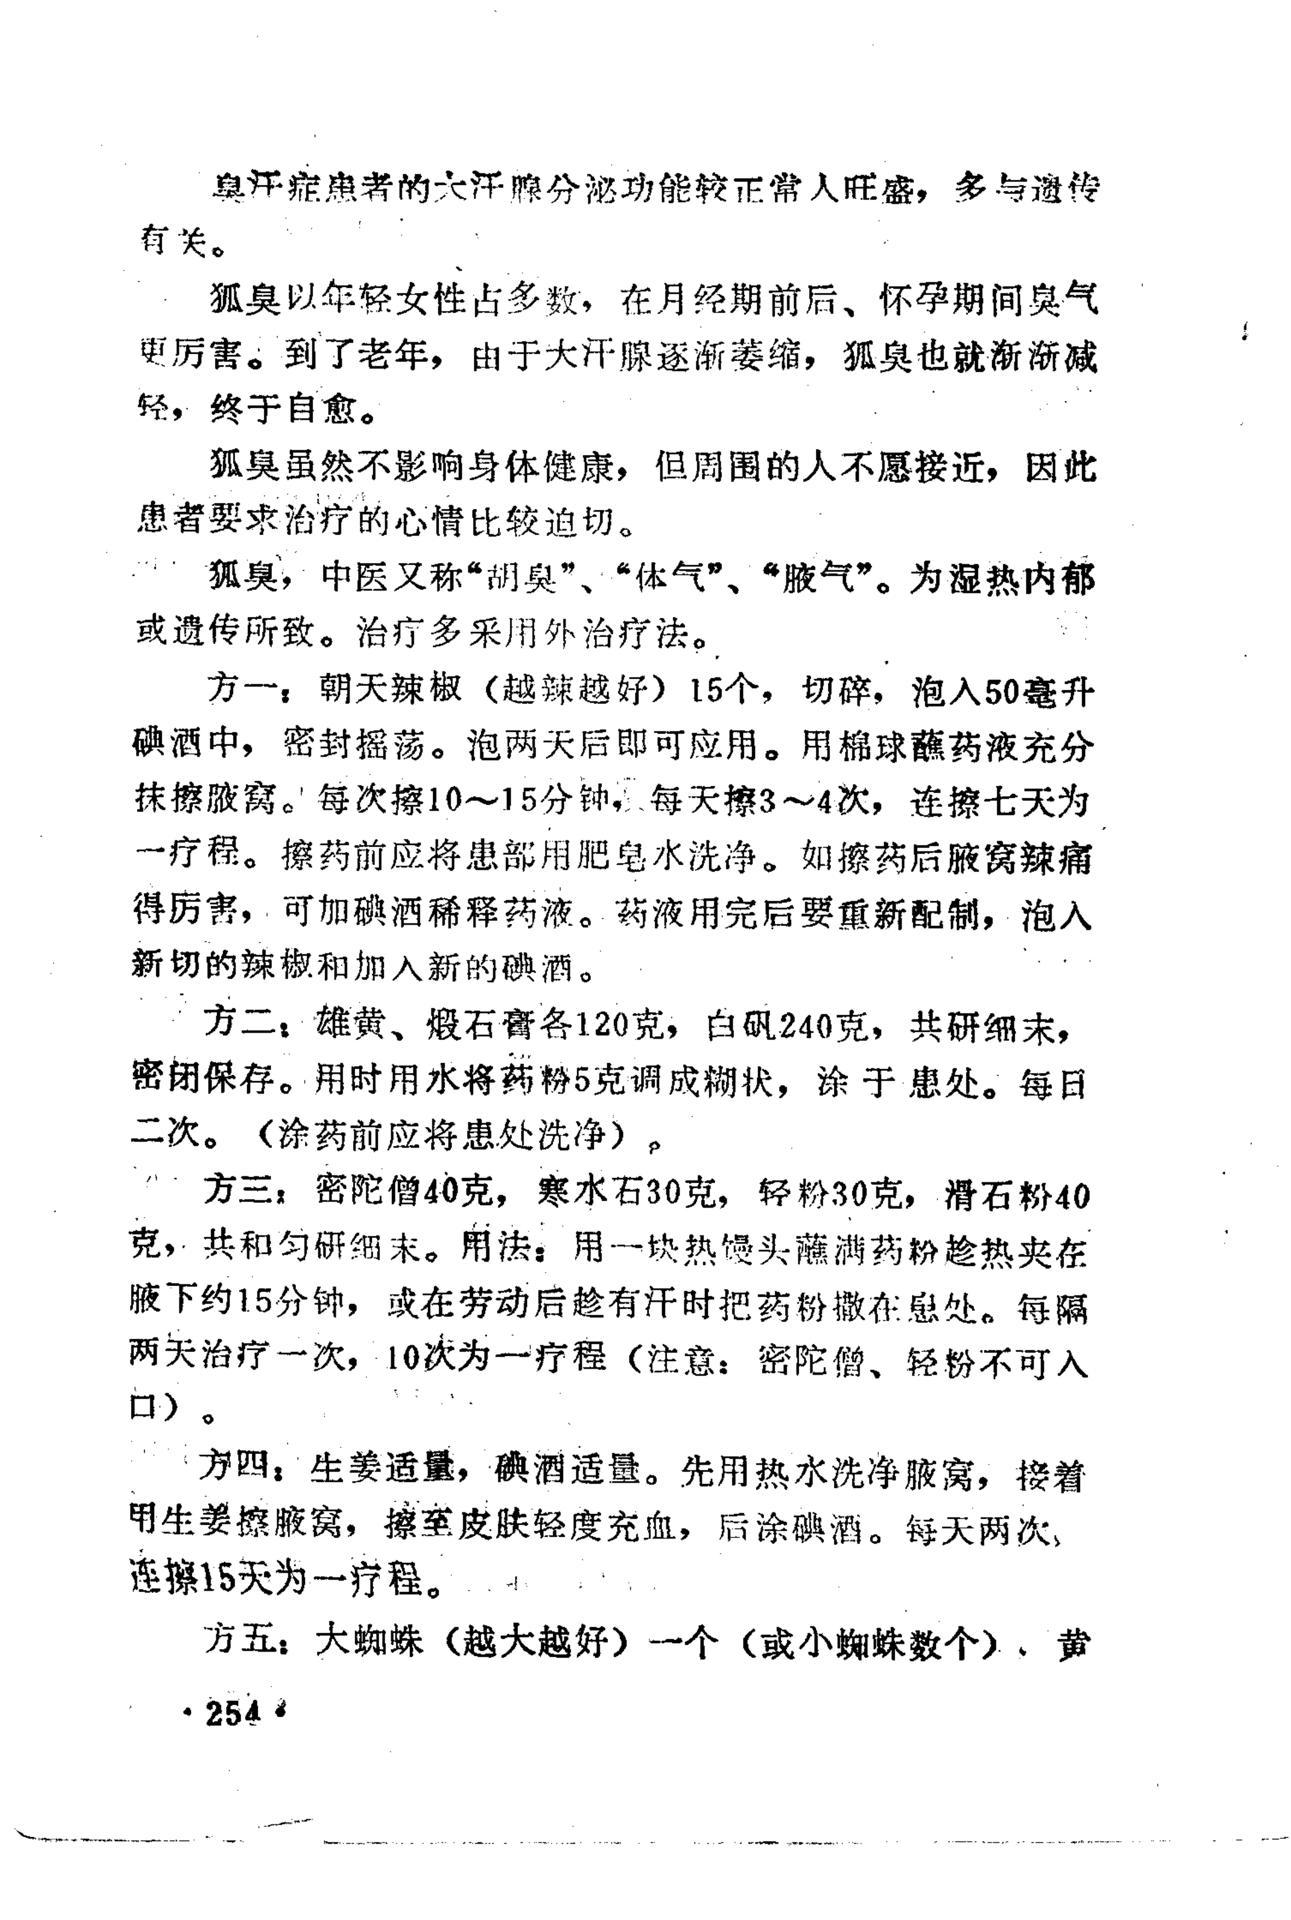 臭汗症患者的大汗腺分泌功能较正常人旺盛，多与遗传
有关。
狐臭以年轻女性占多数，在月经期前后、怀孕期间臭气
更厉害。到了老年，由于大汗腺逐渐萎缩，狐臭也就渐渐减
轻，终于自愈。
狐臭虽然不影响身体健康，但周围的人不愿接近，因此
患者要求治疗的心情比较迫切。
狐臭，中医又称“胡臭”、“体气”、“腋气”。为湿热内郁
或遗传所致。治疗多采用外治疗法。
方一：朝天辣椒（越辣越好）15个，切碎，泡入50毫升
碘酒中，密封摇荡。泡两天后即可应用。用棉球蘸药液充分
抹擦腋窝。每次擦10～15分钟，每天擦3～4次，连擦七天为
一疗程。擦药前应将患部用肥皂水洗净。如擦药后腋窝辣痛
得厉害，可加碘酒稀释药液。药液用完后要重新配制，泡入
新切的辣椒和加入新的碘酒。
方二：雄黄、煅石膏各120克，白矾240克，共研细末，
密闭保存。用时用水将药粉5克调成糊状，涂于患处。每日
二次。（涂药前应将患处洗净）。
方三：密陀僧40克，寒水石30克，轻粉30克，滑石粉40
克，共和匀研细末。用法：用一块热馒头蘸满药粉趁热夹在
腋下约15分钟，或在劳动后趁有汗时把药粉撒在患处。每隔
两天治疗一次，10次为一疗程（注意：密陀僧、轻粉不可入
口）。
方四：生姜适量，碘酒适量。先用热水洗净腋窝，接着
用生姜擦腋窝，擦至皮肤轻度充血，后涂碘酒。每天两次，
连擦15天为一疗程。
方五：大蜘蛛（越大越好）一个（或小蜘蛛数个）、黄
·254·